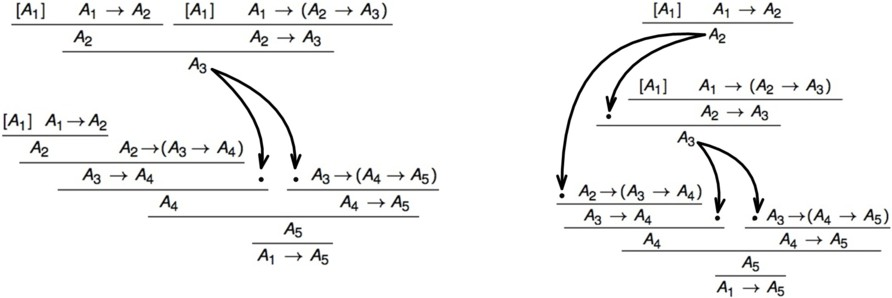 [A₁] A₁ → A₂ [A₁] A₁ → (A₂ → A₃)
A₂ A₂ → A₃
A₃
[A₁] A₁→A₂
A₂ A₂→(A₃ → A₄)
A₃ → A₄ • • A₃→(A₄ → A₅)
A₄ A₄ → A₅
A₅
A₁ → A₅
[A₁] A₁ → A₂
A₂
[A₁] A₁ → (A₂ → A₃)
• A₂ → A₃
A₃
• A₂→(A₃ → A₄)
A₃ → A₄ • • A₃→(A₄ → A₅)
A₄ A₄ → A₅
A₅
A₁ → A₅